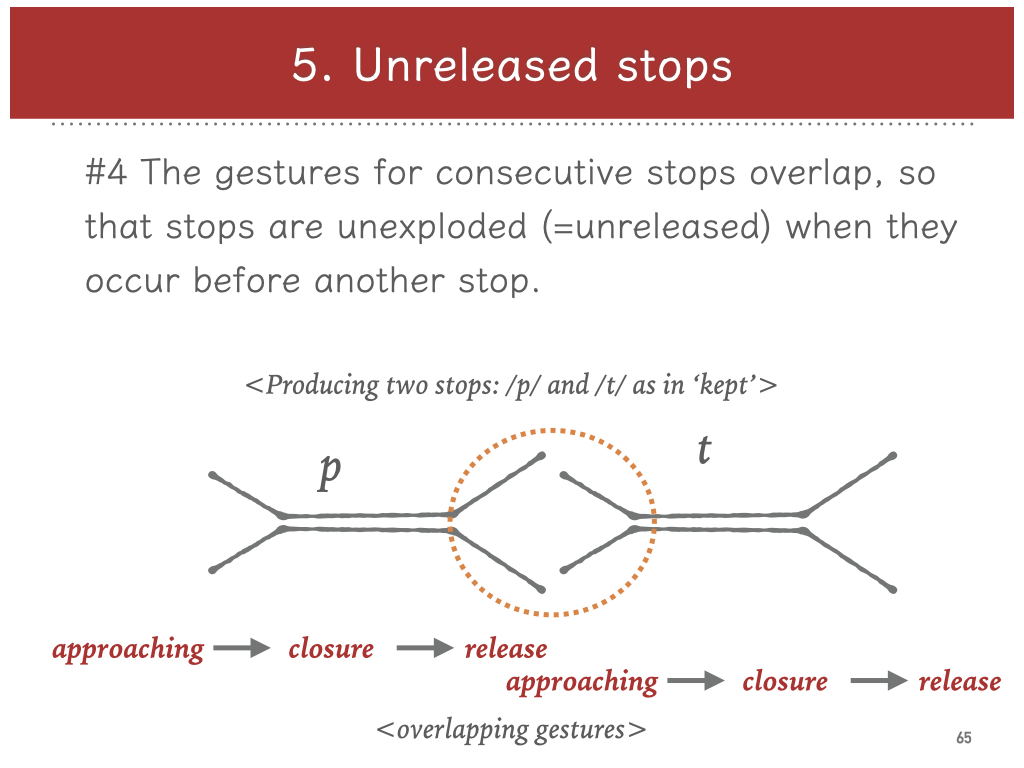 5. Unreleased stops
#4 The gestures for consecutive stops overlap, so
that stops are unexploded (=unreleased) when they
occur before another stop.
<Producing two stops: /p/ and /t/ as in ‘kept’>
p
t
approaching closure release
approaching closure release
<overlapping gestures>
65